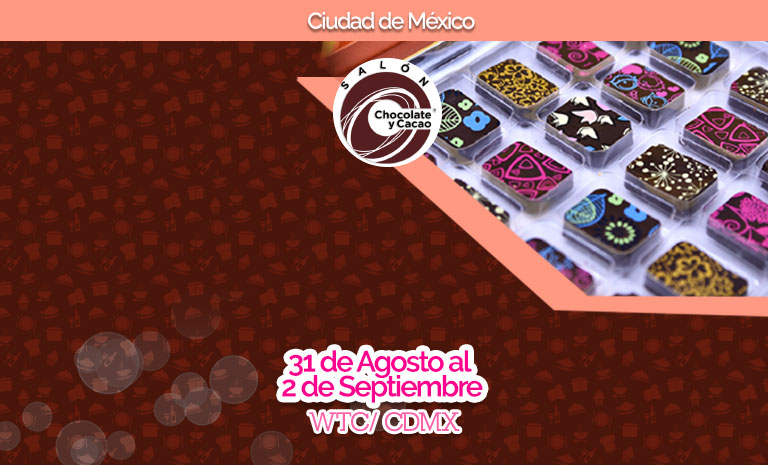 Ciudad de México
SALÓN
Chocolate®
y Cacao
31 de Agosto al
2 de Septiembre
WTC/ CDMX